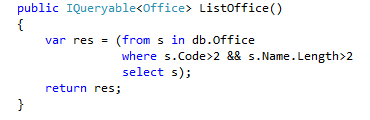 public IQueryable<Office> ListOffice()
{
    var res = (from s in db.Office
               where s.Code>2 && s.Name.Length>2
               select s);
    return res;
}